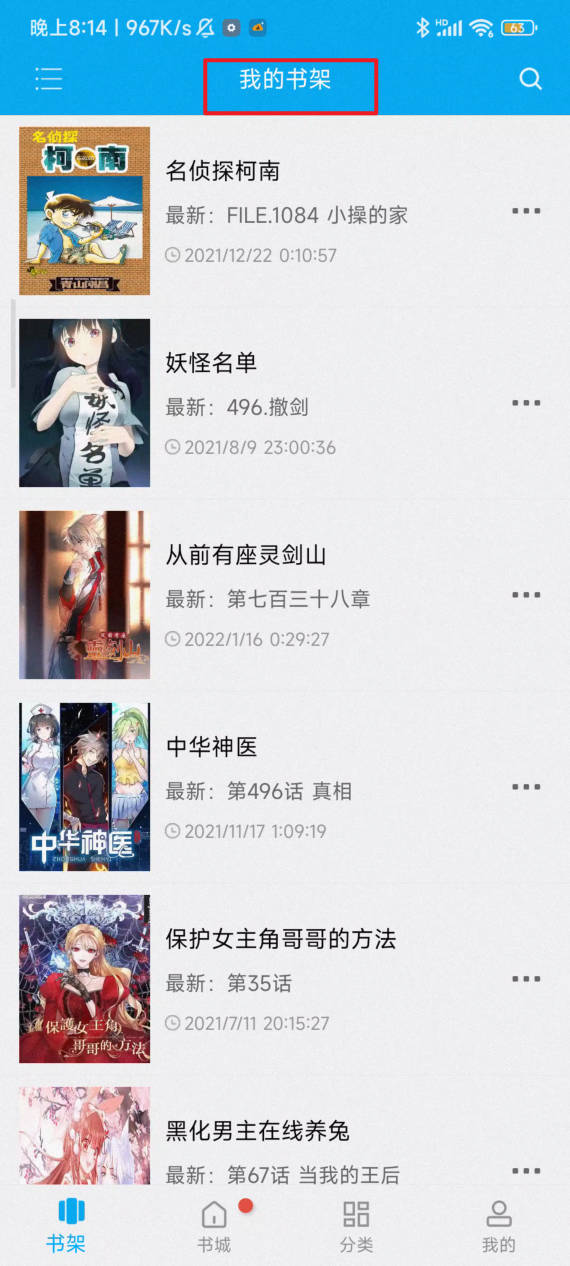 晚上8:14 | 967K/s
HD
63
我的书架
名侦探
柯南
青山刚昌
名侦探柯南
最新：FILE.1084 小操的家
2021/12/22 0:10:57
妖怪名单
妖怪名单
最新：496.撤剑
2021/8/9 23:00:36
灵剑山
从前有座灵剑山
最新：第七百三十八章
2022/1/16 0:29:27
中华神医
ZHONGHUA SHENYI
中华神医
最新：第496话 真相
2021/11/17 1:09:19
保護女主角
哥哥的方法
保护女主角哥哥的方法
最新：第35话
2021/7/11 20:15:27
黑化男主在线养兔
最新：第67话 当我的王后
书架
书城
分类
我的